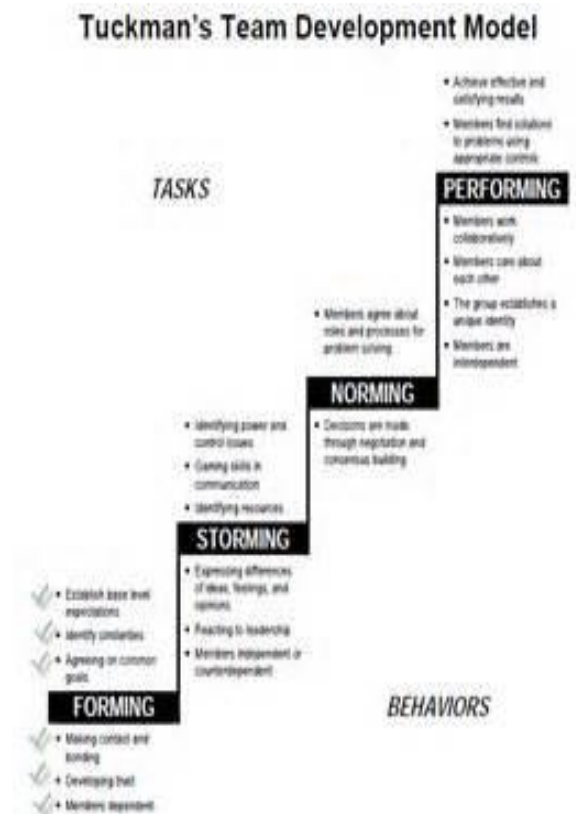 Tuckman's Team Development Model
• Achieve effective and
satisfying results
• Members find solutions
to problems using
appropriate controls
TASKS
PERFORMING
• Members work
collaboratively
• Members care about
each other
• The group establishes a
unique identity
• Members are
interdependent
• Members agree about
roles and processes for
problem solving
NORMING
• Decisions are made
through negotiation and
consensus building
• Identifying power and
control issues
• Gaining skills in
communication
• Identifying resources
STORMING
• Expressing differences
of ideas, feelings, and
opinions
• Reacting to leadership
• Members independent or
counterdependent
• Establish base level
expectations
• Identify similarities
• Agreeing on common
goals
FORMING
• Making contact and
bonding
• Developing trust
• Members dependent
BEHAVIORS